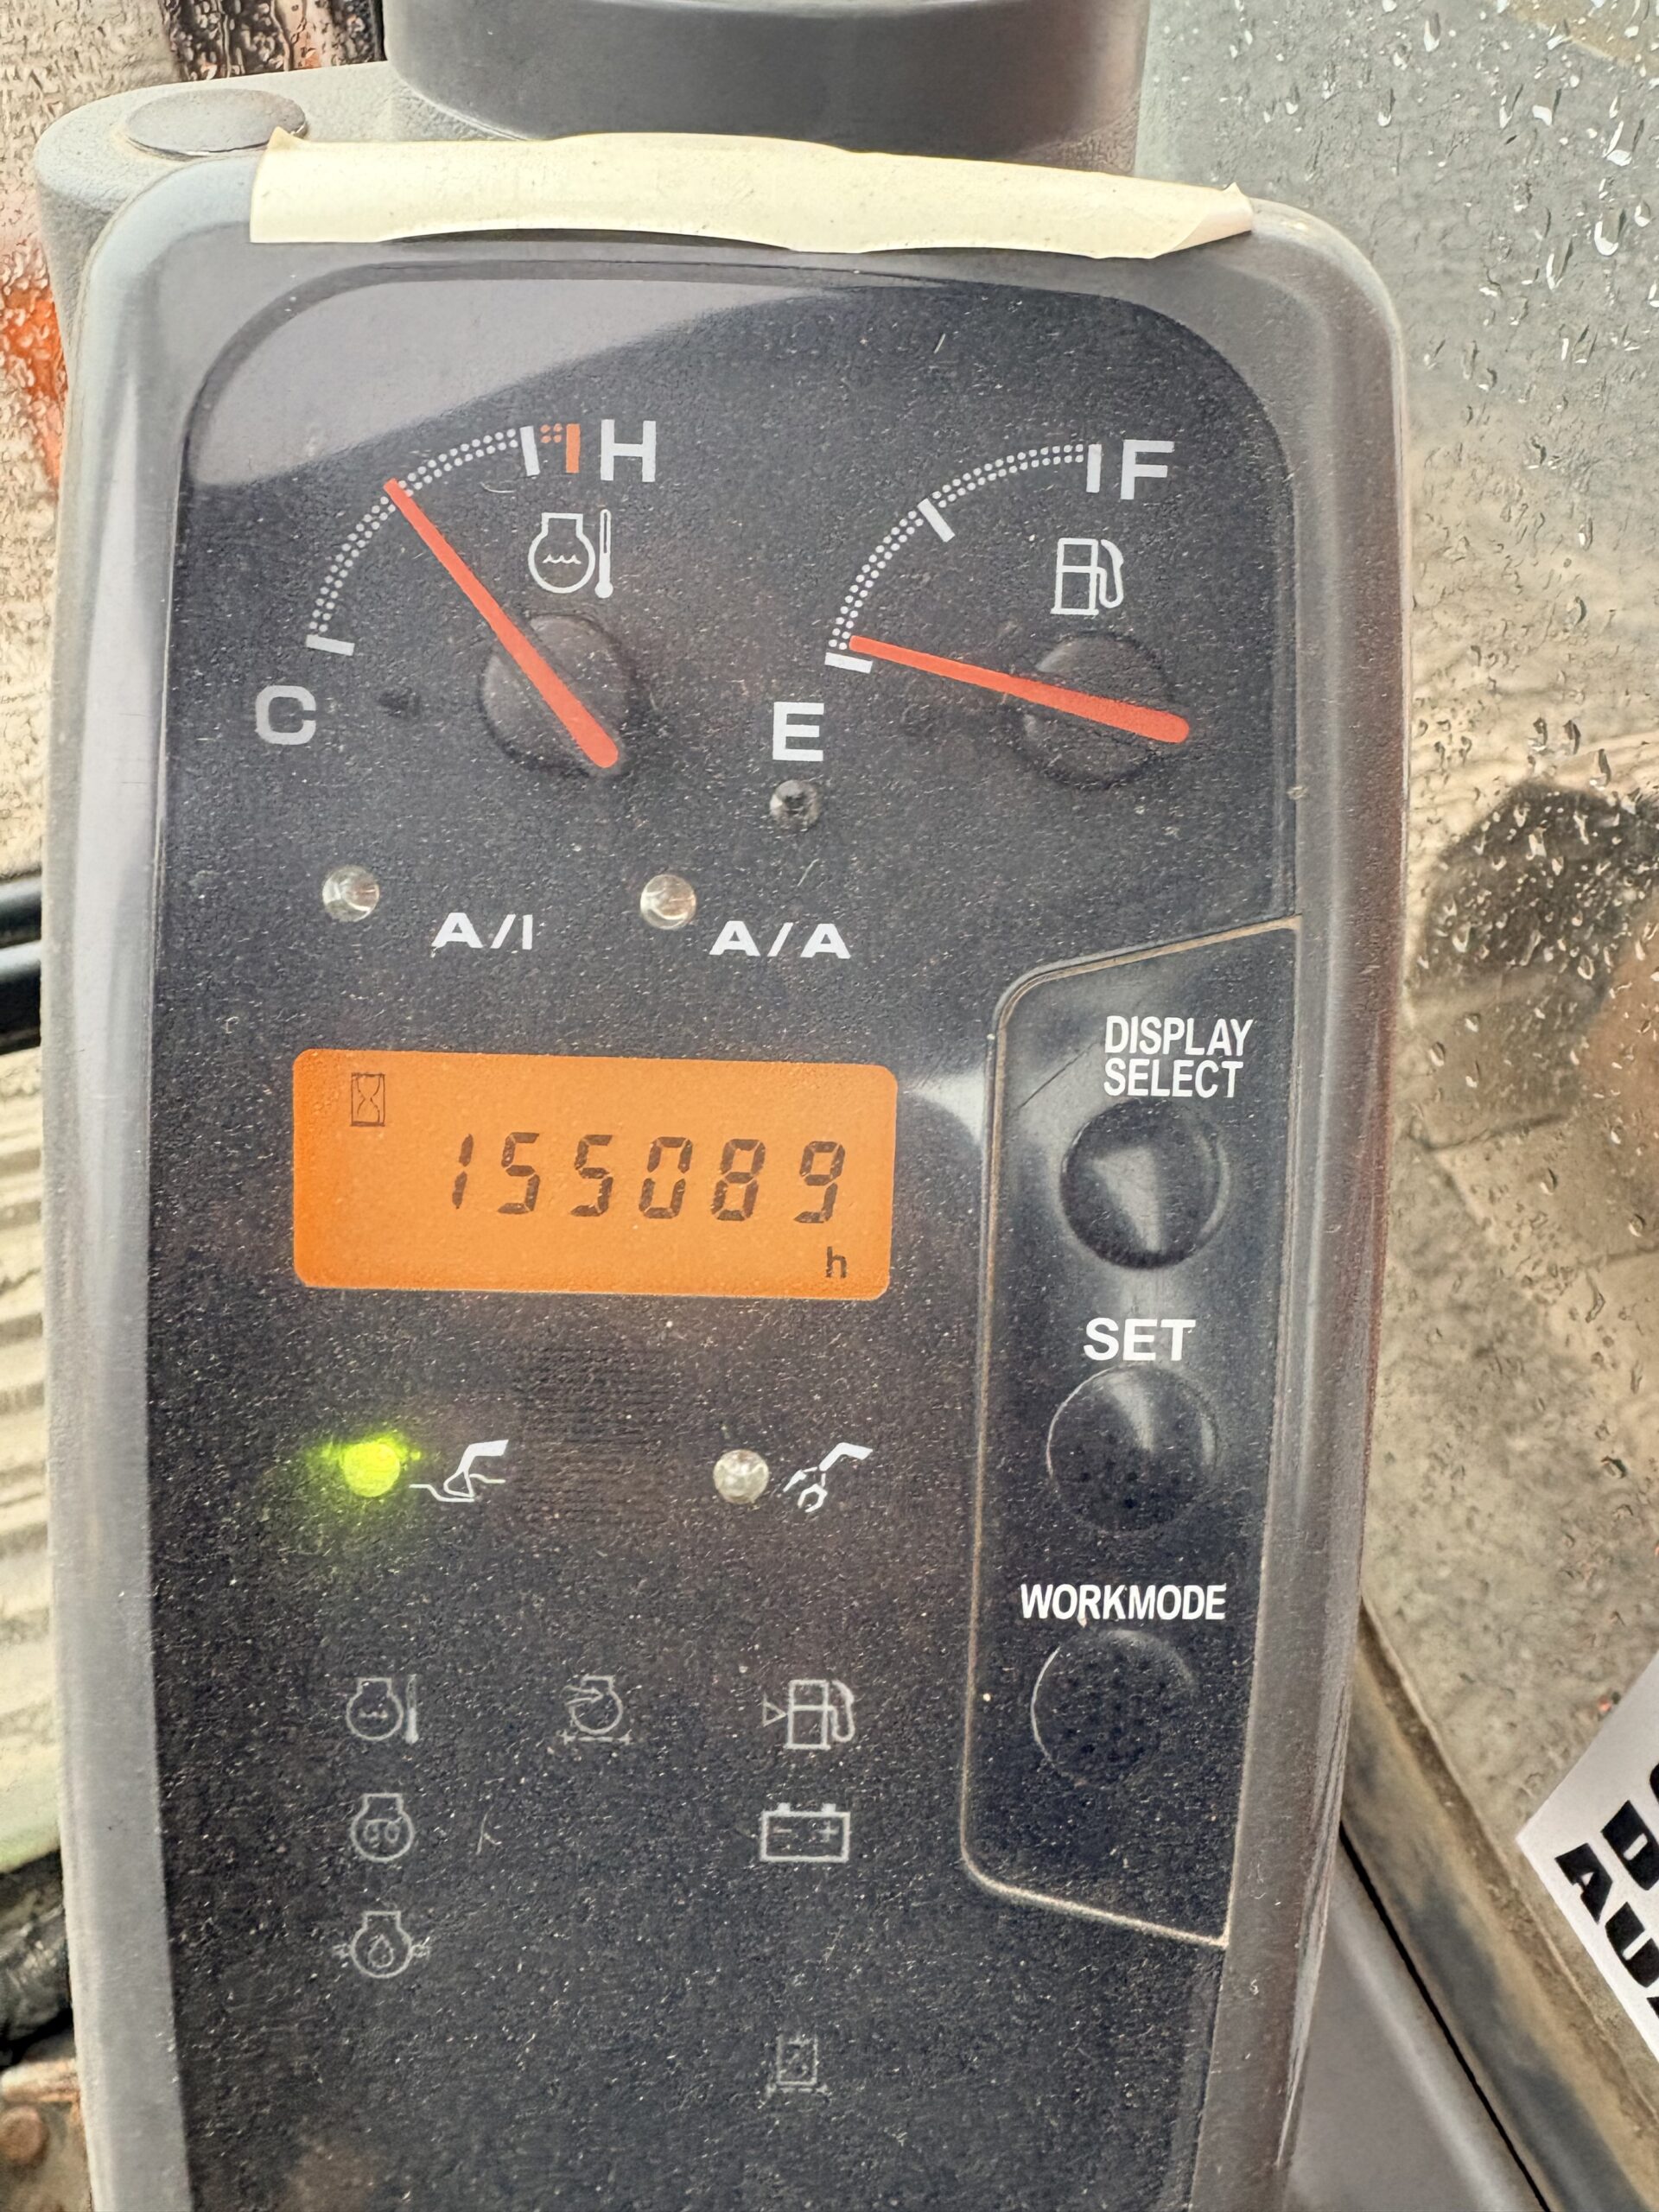 H
F
C
E
A/I
A/A
DISPLAY
SELECT
155089
h
SET
WORKMODE